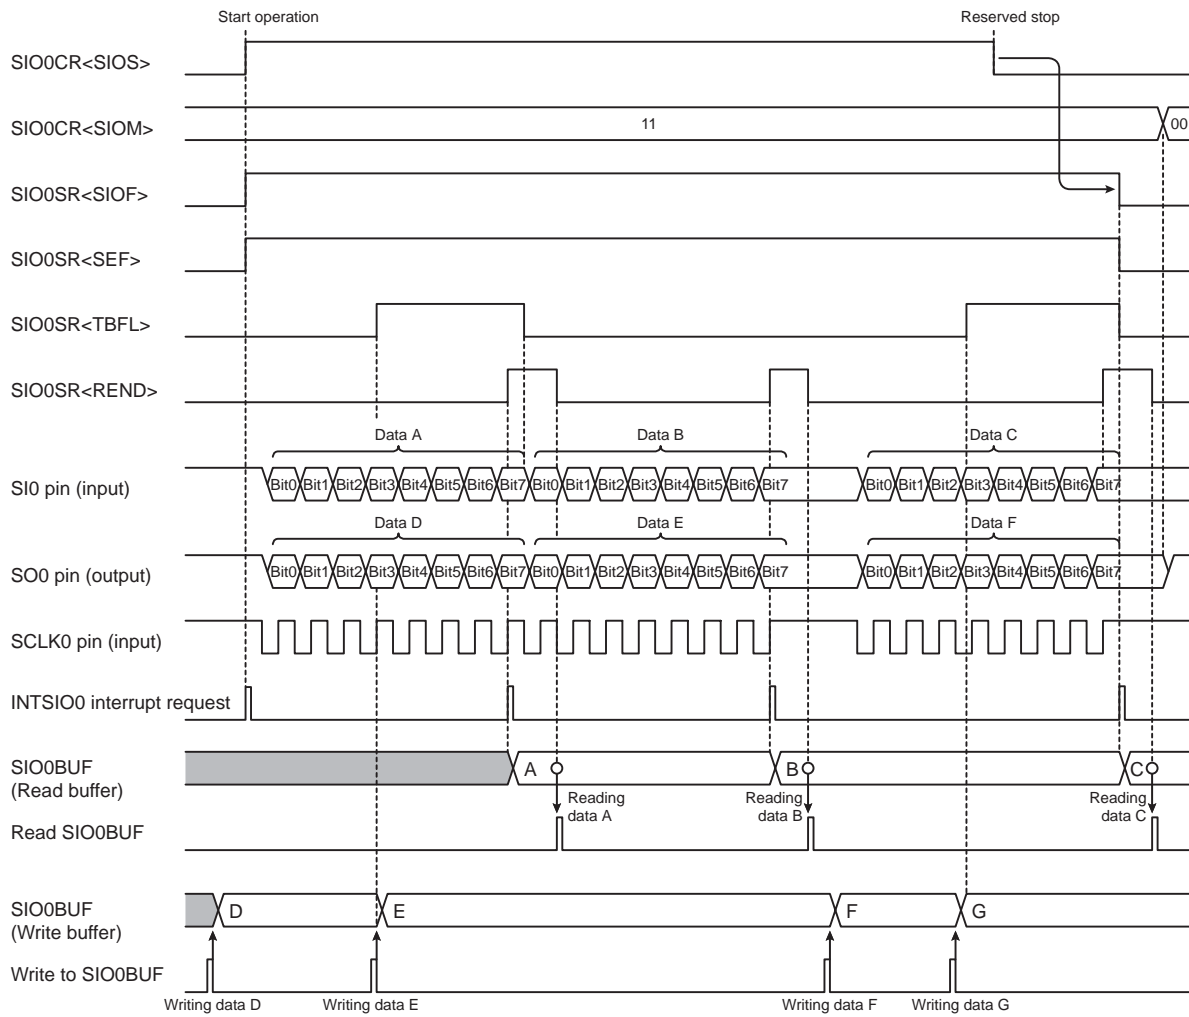 Start operation
Reserved stop
SIO0CR<SIOS>
SIO0CR<SIOM>
11
00
SIO0SR<SIOF>
SIO0SR<SEF>
SIO0SR<TBFL>
SIO0SR<REND>
Data A
Data B
Data C
SI0 pin (input)
Bit0 Bit1 Bit2 Bit3 Bit4 Bit5 Bit6 Bit7 Bit0 Bit1 Bit2 Bit3 Bit4 Bit5 Bit6 Bit7 Bit0 Bit1 Bit2 Bit3 Bit4 Bit5 Bit6 Bit7
Data D
Data E
Data F
SO0 pin (output)
Bit0 Bit1 Bit2 Bit3 Bit4 Bit5 Bit6 Bit7 Bit0 Bit1 Bit2 Bit3 Bit4 Bit5 Bit6 Bit7 Bit0 Bit1 Bit2 Bit3 Bit4 Bit5 Bit6 Bit7
SCLK0 pin (input)
INTSIO0 interrupt request
SIO0BUF
(Read buffer)
A
B
C
Reading
data A
Reading
data B
Reading
data C
Read SIO0BUF
SIO0BUF
(Write buffer)
D
E
F
G
Write to SIO0BUF
Writing data D
Writing data E
Writing data F
Writing data G